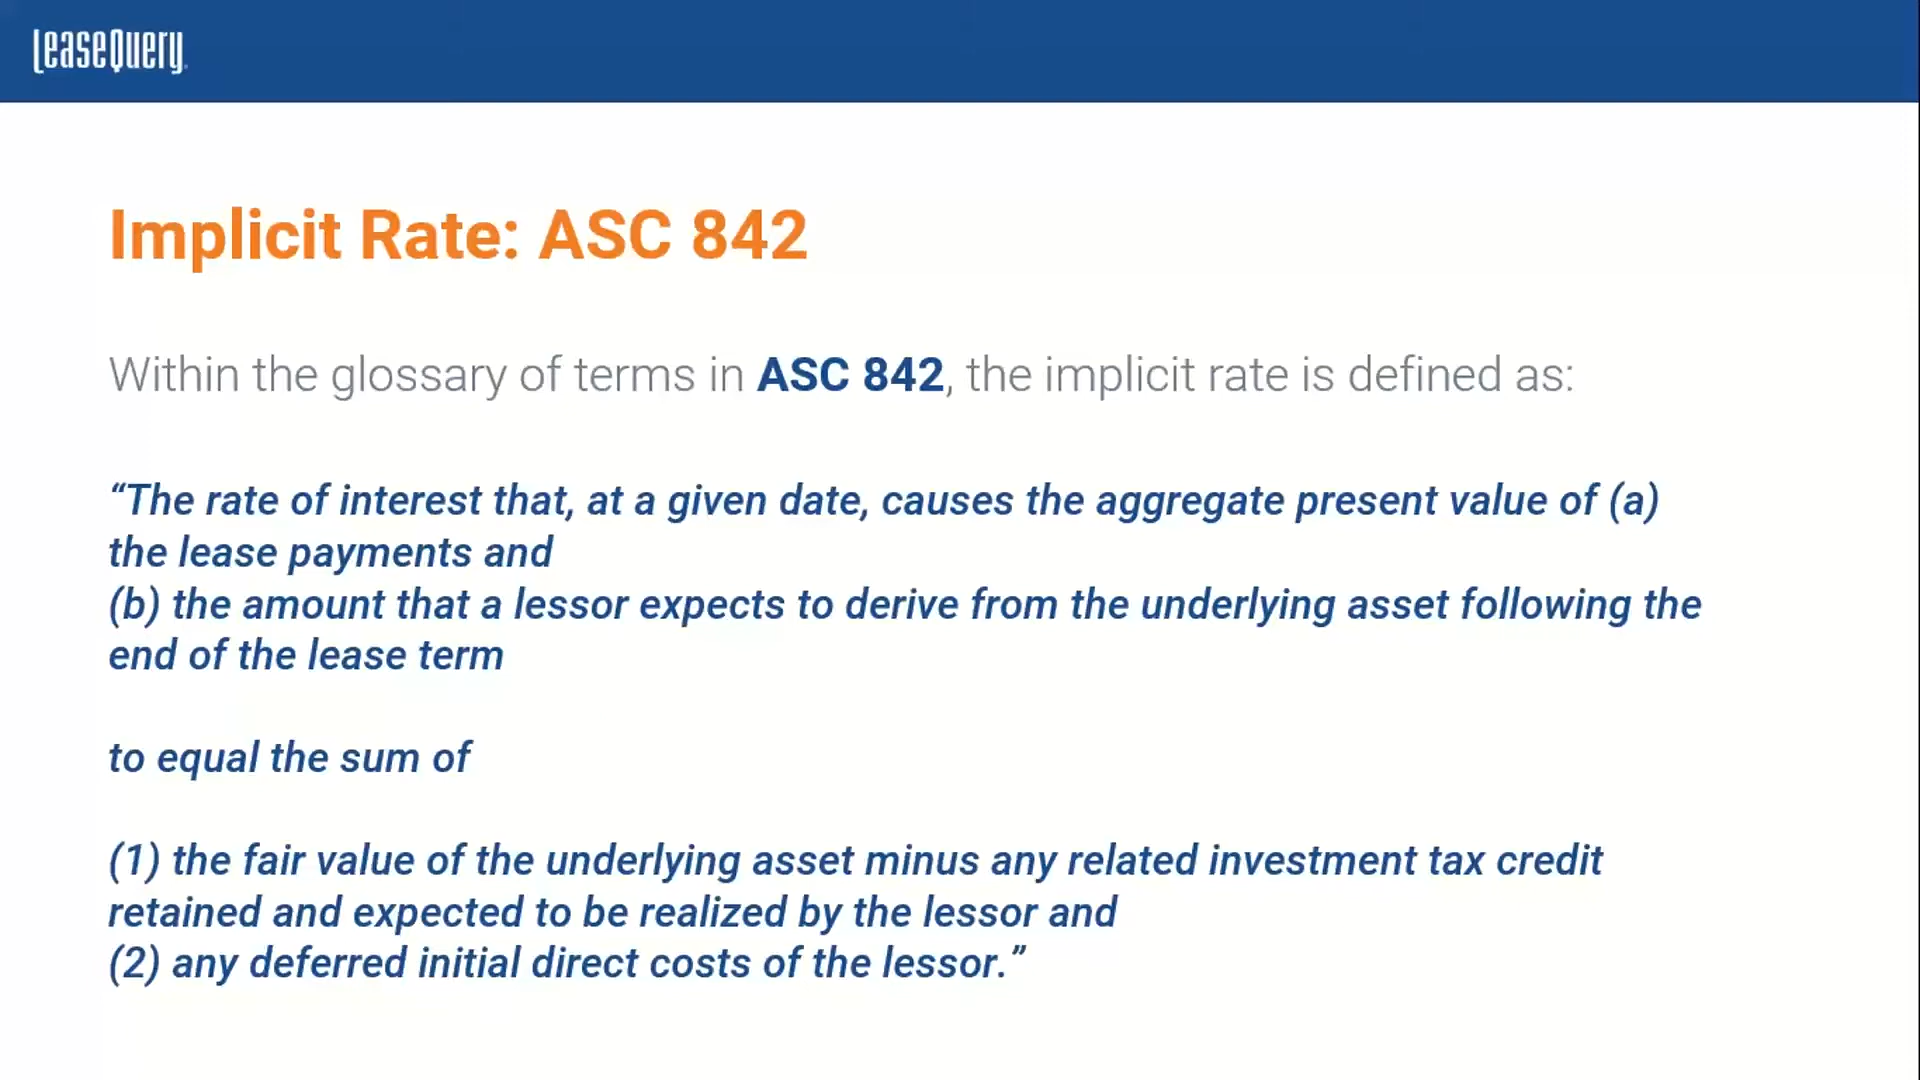 LeaseQuery
Implicit Rate: ASC 842
Within the glossary of terms in ASC 842, the implicit rate is defined as:
“The rate of interest that, at a given date, causes the aggregate present value of (a)
the lease payments and
(b) the amount that a lessor expects to derive from the underlying asset following the
end of the lease term
to equal the sum of
(1) the fair value of the underlying asset minus any related investment tax credit
retained and expected to be realized by the lessor and
(2) any deferred initial direct costs of the lessor.”